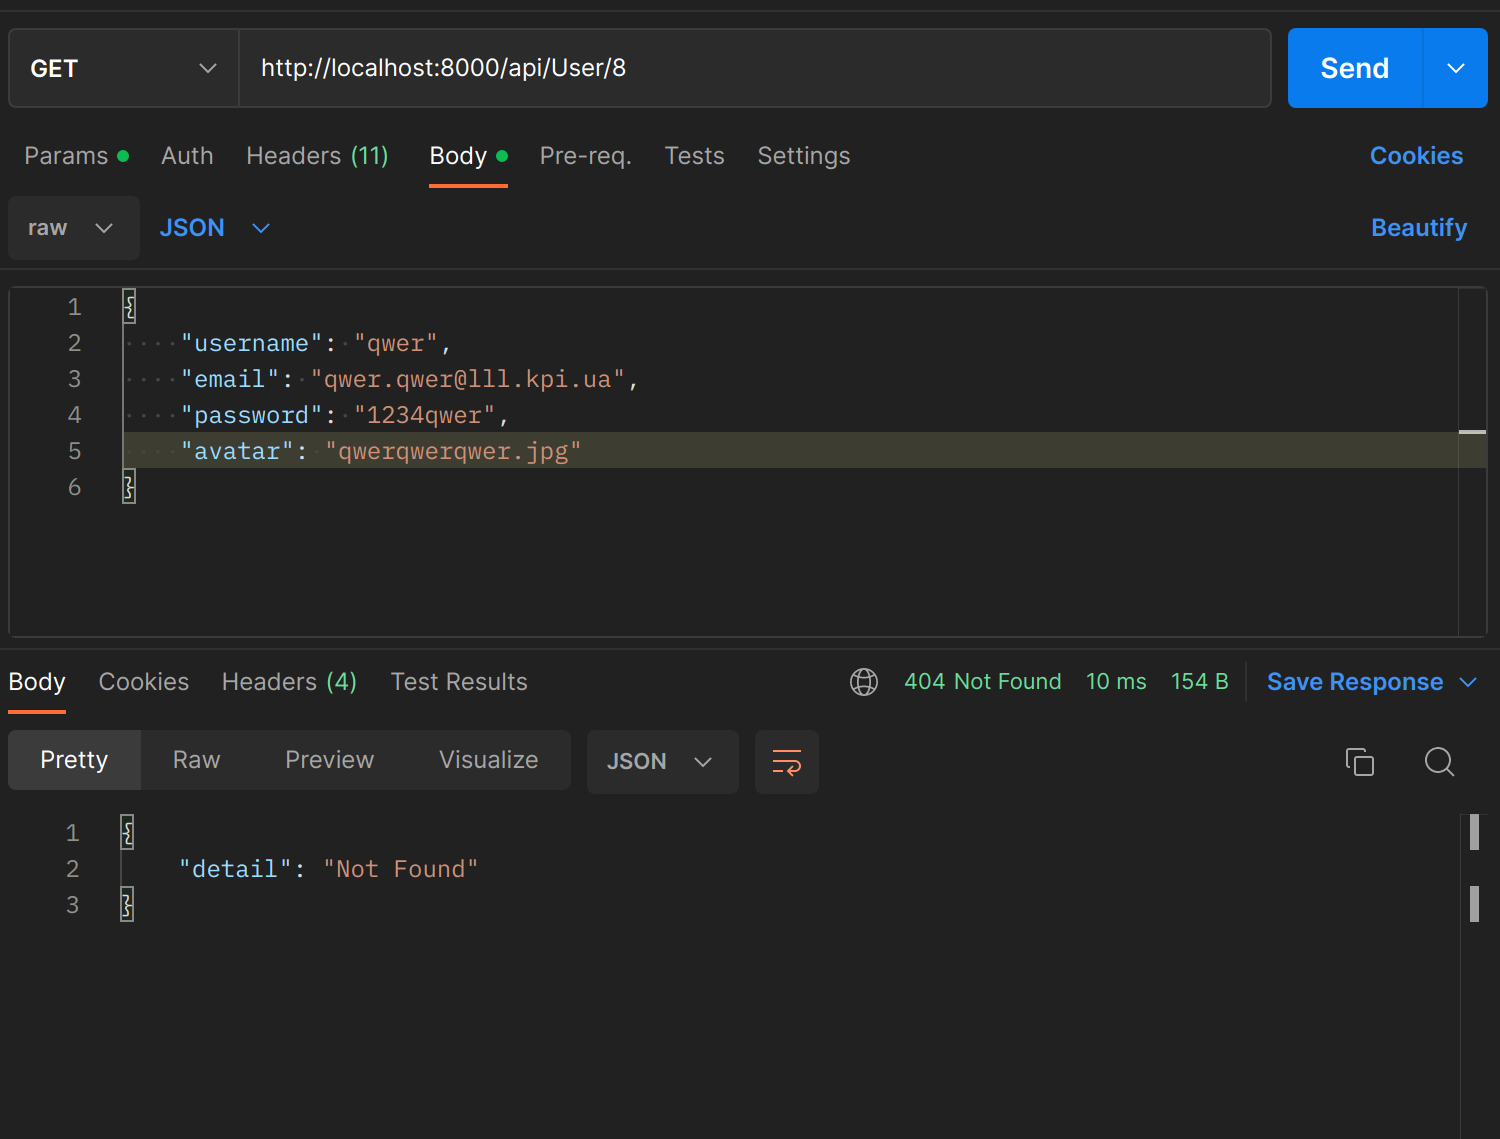 GET http://localhost:8000/api/User/8 Send
Params Auth Headers (11) Body Pre-req. Tests Settings Cookies
raw JSON Beautify
1 {
2 "username": "qwer",
3 "email": "qwer.qwer@lll.kpi.ua",
4 "password": "1234qwer",
5 "avatar": "qwerqwerqwer.jpg"
6 }
Body Cookies Headers (4) Test Results 404 Not Found 10 ms 154 B Save Response
Pretty Raw Preview Visualize JSON
1 {
2 "detail": "Not Found"
3 }